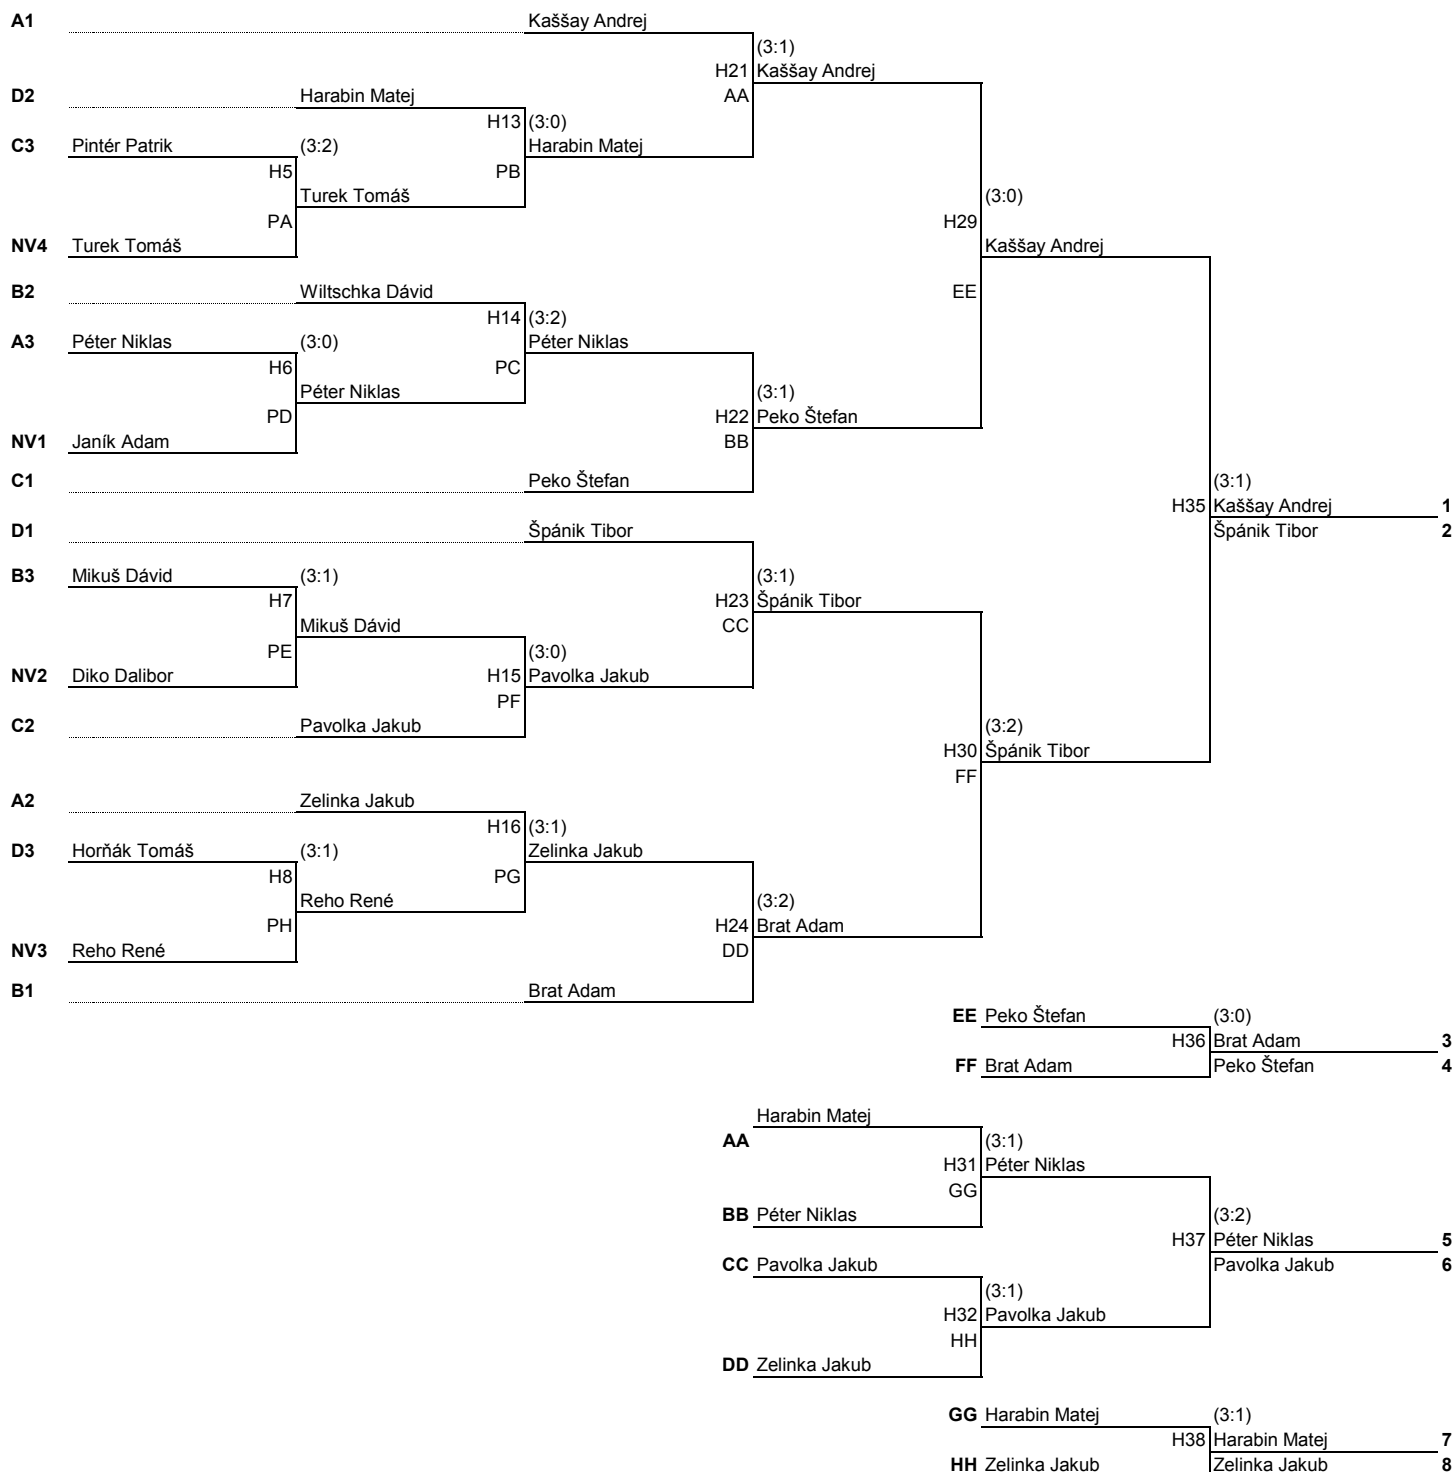 A1 Kaššay Andrej
(3:1)
H21 Kaššay Andrej
D2 Harabin Matej AA
H13 (3:0)
C3 Pintér Patrik (3:2) Harabin Matej
H5 PB
Turek Tomáš (3:0)
PA H29
NV4 Turek Tomáš Kaššay Andrej
B2 Wiltschka Dávid EE
H14 (3:2)
A3 Péter Niklas (3:0) Péter Niklas
H6 PC
Péter Niklas (3:1)
PD H22 Peko Štefan
NV1 Janík Adam BB
C1 Peko Štefan (3:1)
H35 Kaššay Andrej 1
D1 Špánik Tibor Špánik Tibor 2
B3 Mikuš Dávid (3:1) (3:1)
H7 H23 Špánik Tibor
Mikuš Dávid CC
PE (3:0)
NV2 Diko Dalibor H15 Pavolka Jakub
PF
C2 Pavolka Jakub (3:2)
H30 Špánik Tibor
FF
A2 Zelinka Jakub
H16 (3:1)
D3 Horňák Tomáš (3:1) Zelinka Jakub
H8 PG
Reho René (3:2)
PH H24 Brat Adam
NV3 Reho René DD
B1 Brat Adam
EE Peko Štefan (3:0)
H36 Brat Adam 3
FF Brat Adam Peko Štefan 4
Harabin Matej
AA (3:1)
H31 Péter Niklas
GG
BB Péter Niklas (3:2)
H37 Péter Niklas 5
CC Pavolka Jakub Pavolka Jakub 6
(3:1)
H32 Pavolka Jakub
HH
DD Zelinka Jakub
GG Harabin Matej (3:1)
H38 Harabin Matej 7
HH Zelinka Jakub Zelinka Jakub 8